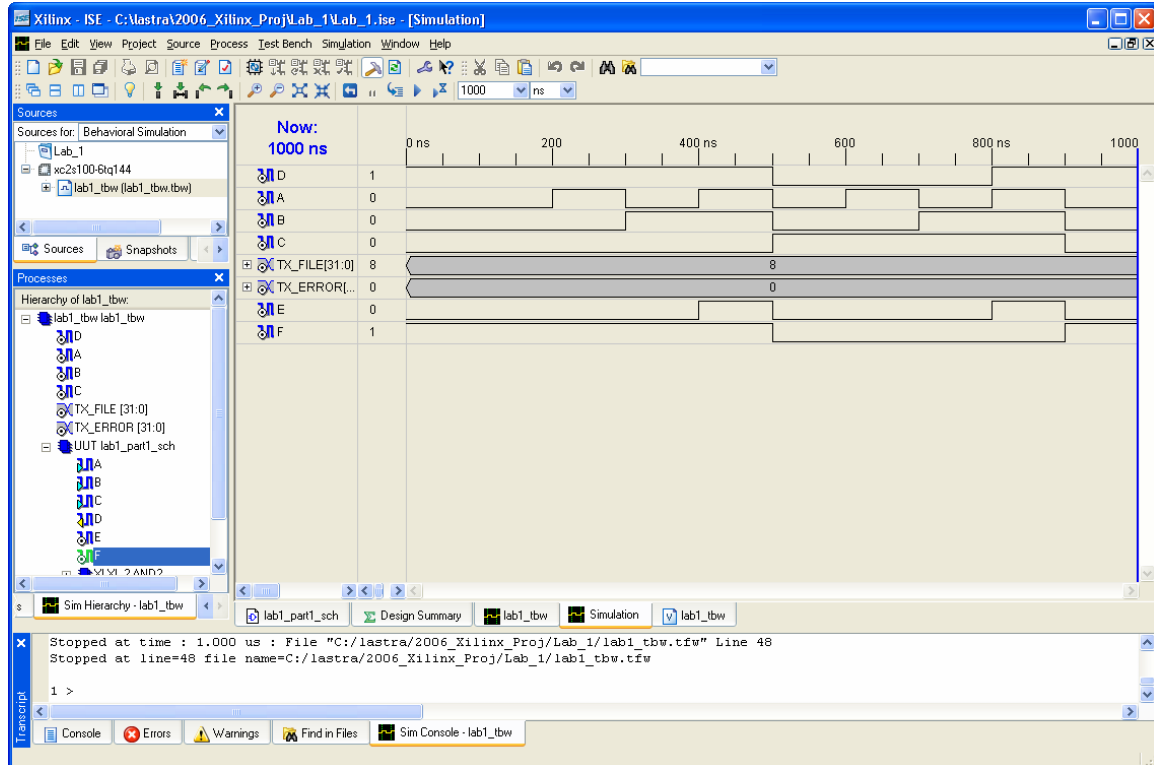 Xilinx - ISE - C:\lastra\2006_Xilinx_Proj\Lab_1\Lab_1.ise - [Simulation]
File Edit View Project Source Process Test Bench Simulation Window Help
1000 ns
Sources
Sources for: Behavioral Simulation
Lab_1
xc2s100-6tq144
lab1_tbw (lab1_tbw.tbw)
Sources Snapshots
Processes
Hierarchy of lab1_tbw:
lab1_tbw lab1_tbw
D
A
B
C
TX_FILE [31:0]
TX_ERROR [31:0]
UUT lab1_part1_sch
A
B
C
D
E
F
s Sim Hierarchy - lab1_tbw
Now:
1000 ns
0 ns 200 400 ns 600 800 ns 1000
D 1
A 0
B 0
C 0
TX_FILE[31:0] 8 8
TX_ERROR[... 0 0
E 0
F 1
lab1_part1_sch Design Summary lab1_tbw Simulation lab1_tbw
Stopped at time : 1.000 us : File "C:/lastra/2006_Xilinx_Proj/Lab_1/lab1_tbw.tfw" Line 48
Stopped at line=48 file name=C:/lastra/2006_Xilinx_Proj/Lab_1/lab1_tbw.tfw
1 >
Transcript
Console Errors Warnings Find in Files Sim Console - lab1_tbw